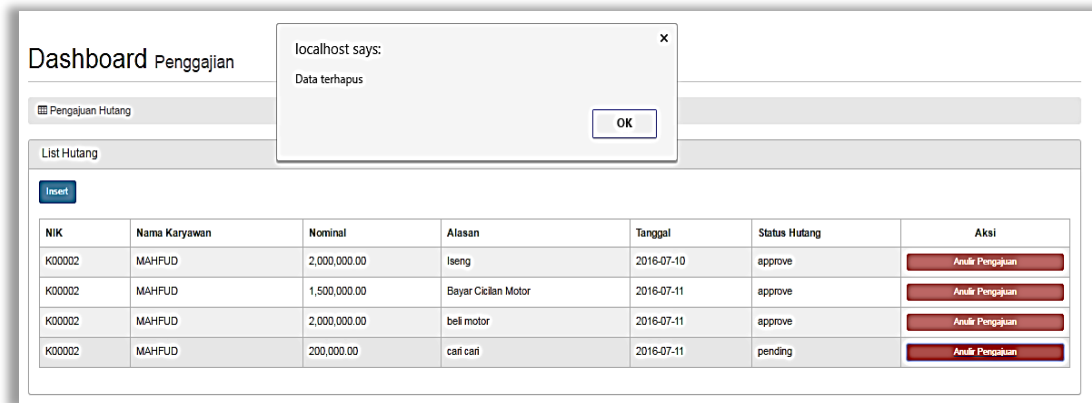 Dashboard Penggajian
localhost says:
×
Data terhapus
OK
Pengajuan Hutang
List Hutang
Insert
NIK Nama Karyawan Nominal Alasan Tanggal Status Hutang Aksi
K00002 MAHFUD 2,000,000.00 Iseng 2016-07-10 approve Anulir Pengajuan
K00002 MAHFUD 1,500,000.00 Bayar Cicilan Motor 2016-07-11 approve Anulir Pengajuan
K00002 MAHFUD 2,000,000.00 beli motor 2016-07-11 approve Anulir Pengajuan
K00002 MAHFUD 200,000.00 cari cari 2016-07-11 pending Anulir Pengajuan